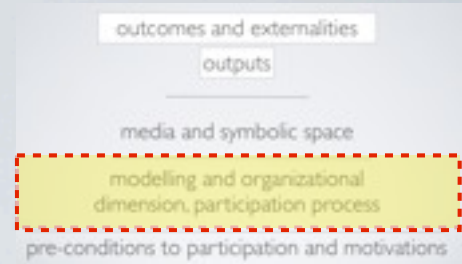 outcomes and externalities
outputs
media and symbolic space
modelling and organizational
dimension, participation process
pre-conditions to participation and motivations